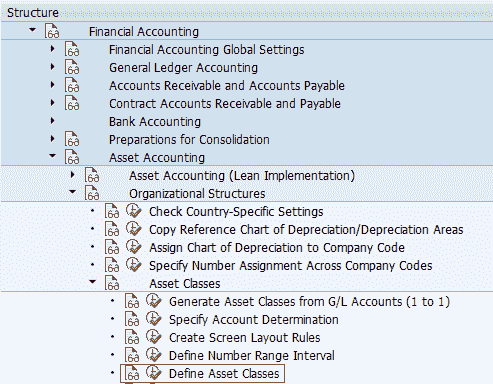 Structure
Financial Accounting
Financial Accounting Global Settings
General Ledger Accounting
Accounts Receivable and Accounts Payable
Contract Accounts Receivable and Payable
Bank Accounting
Preparations for Consolidation
Asset Accounting
Asset Accounting (Lean Implementation)
Organizational Structures
Check Country-Specific Settings
Copy Reference Chart of Depreciation/Depreciation Areas
Assign Chart of Depreciation to Company Code
Specify Number Assignment Across Company Codes
Asset Classes
Generate Asset Classes from G/L Accounts (1 to 1)
Specify Account Determination
Create Screen Layout Rules
Define Number Range Interval
Define Asset Classes